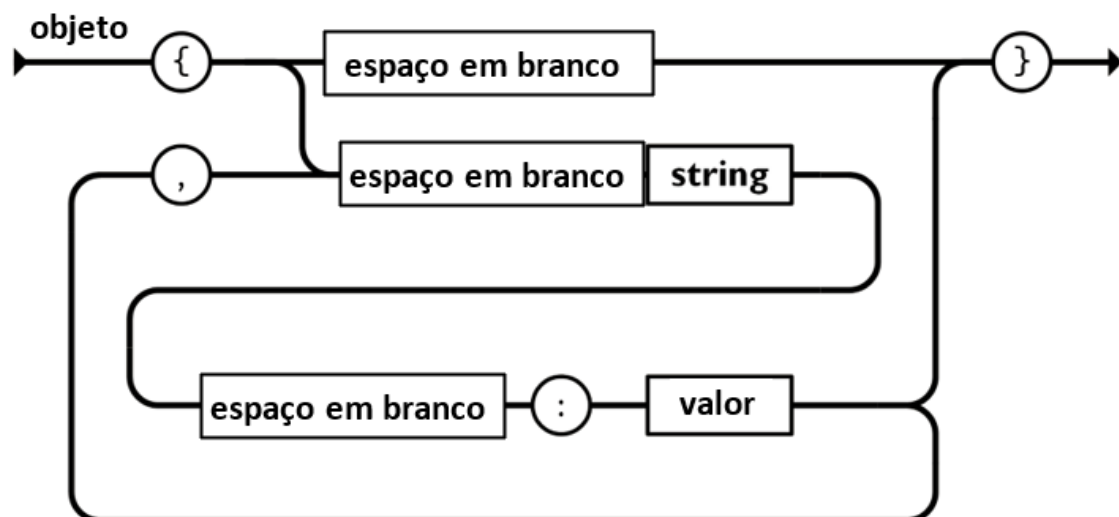 objeto
{ espaço em branco }
, espaço em branco string
espaço em branco : valor